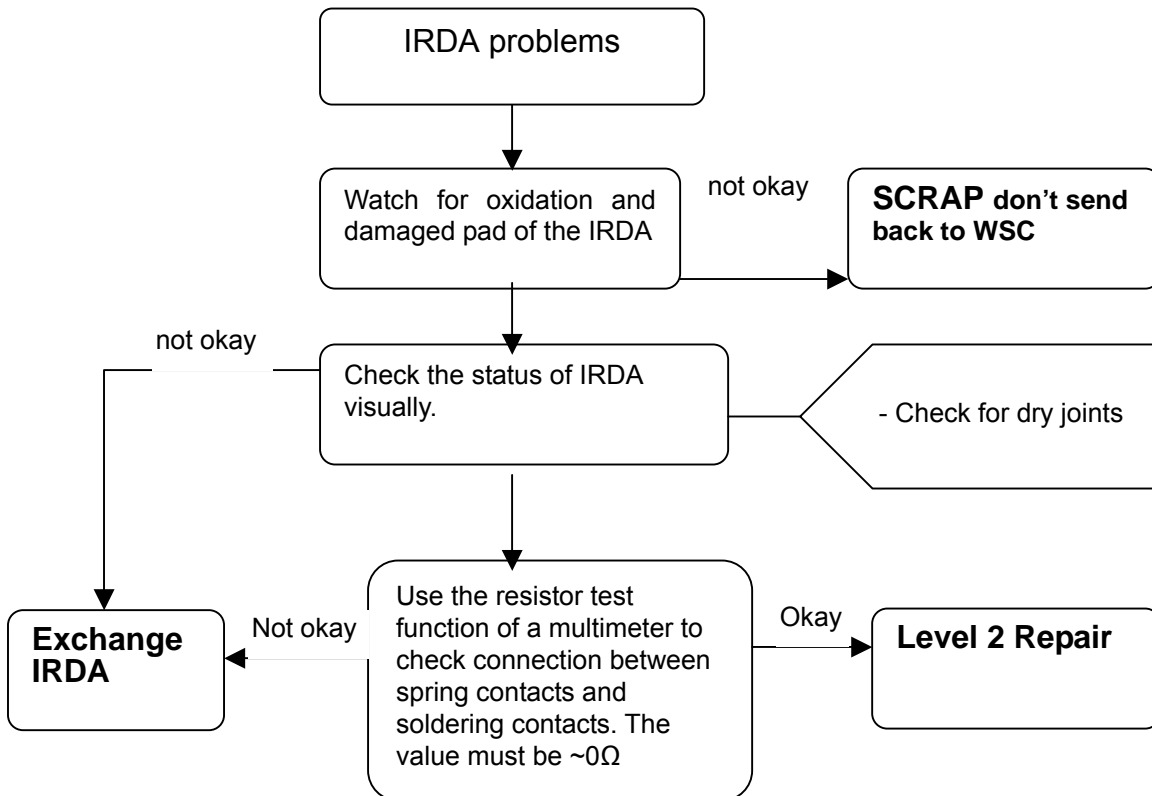 IRDA problems
Watch for oxidation and
damaged pad of the IRDA
not okay
SCRAP don’t send
back to WSC
not okay
Check the status of IRDA
visually.
- Check for dry joints
Exchange
IRDA
Not okay
Use the resistor test
function of a multimeter to
check connection between
spring contacts and
soldering contacts. The
value must be ~0Ω
Okay
Level 2 Repair